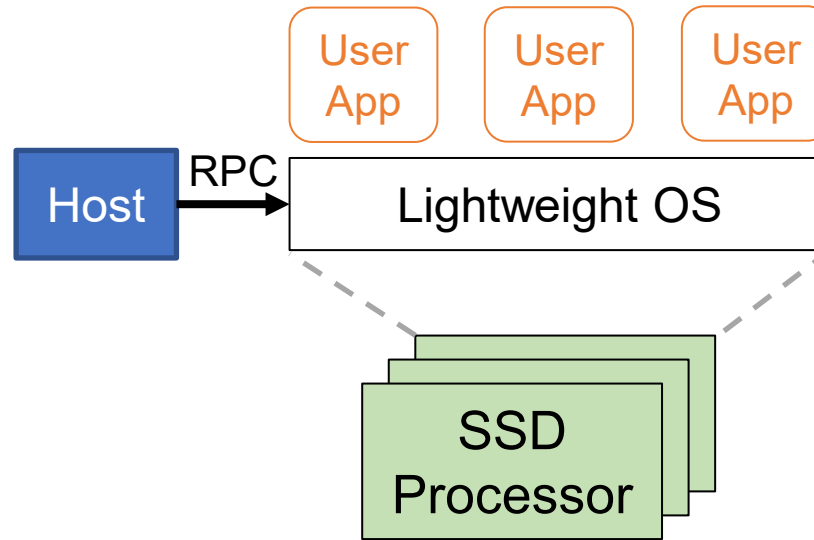 User
App
User
App
User
App
Host
RPC
Lightweight OS
SSD
Processor